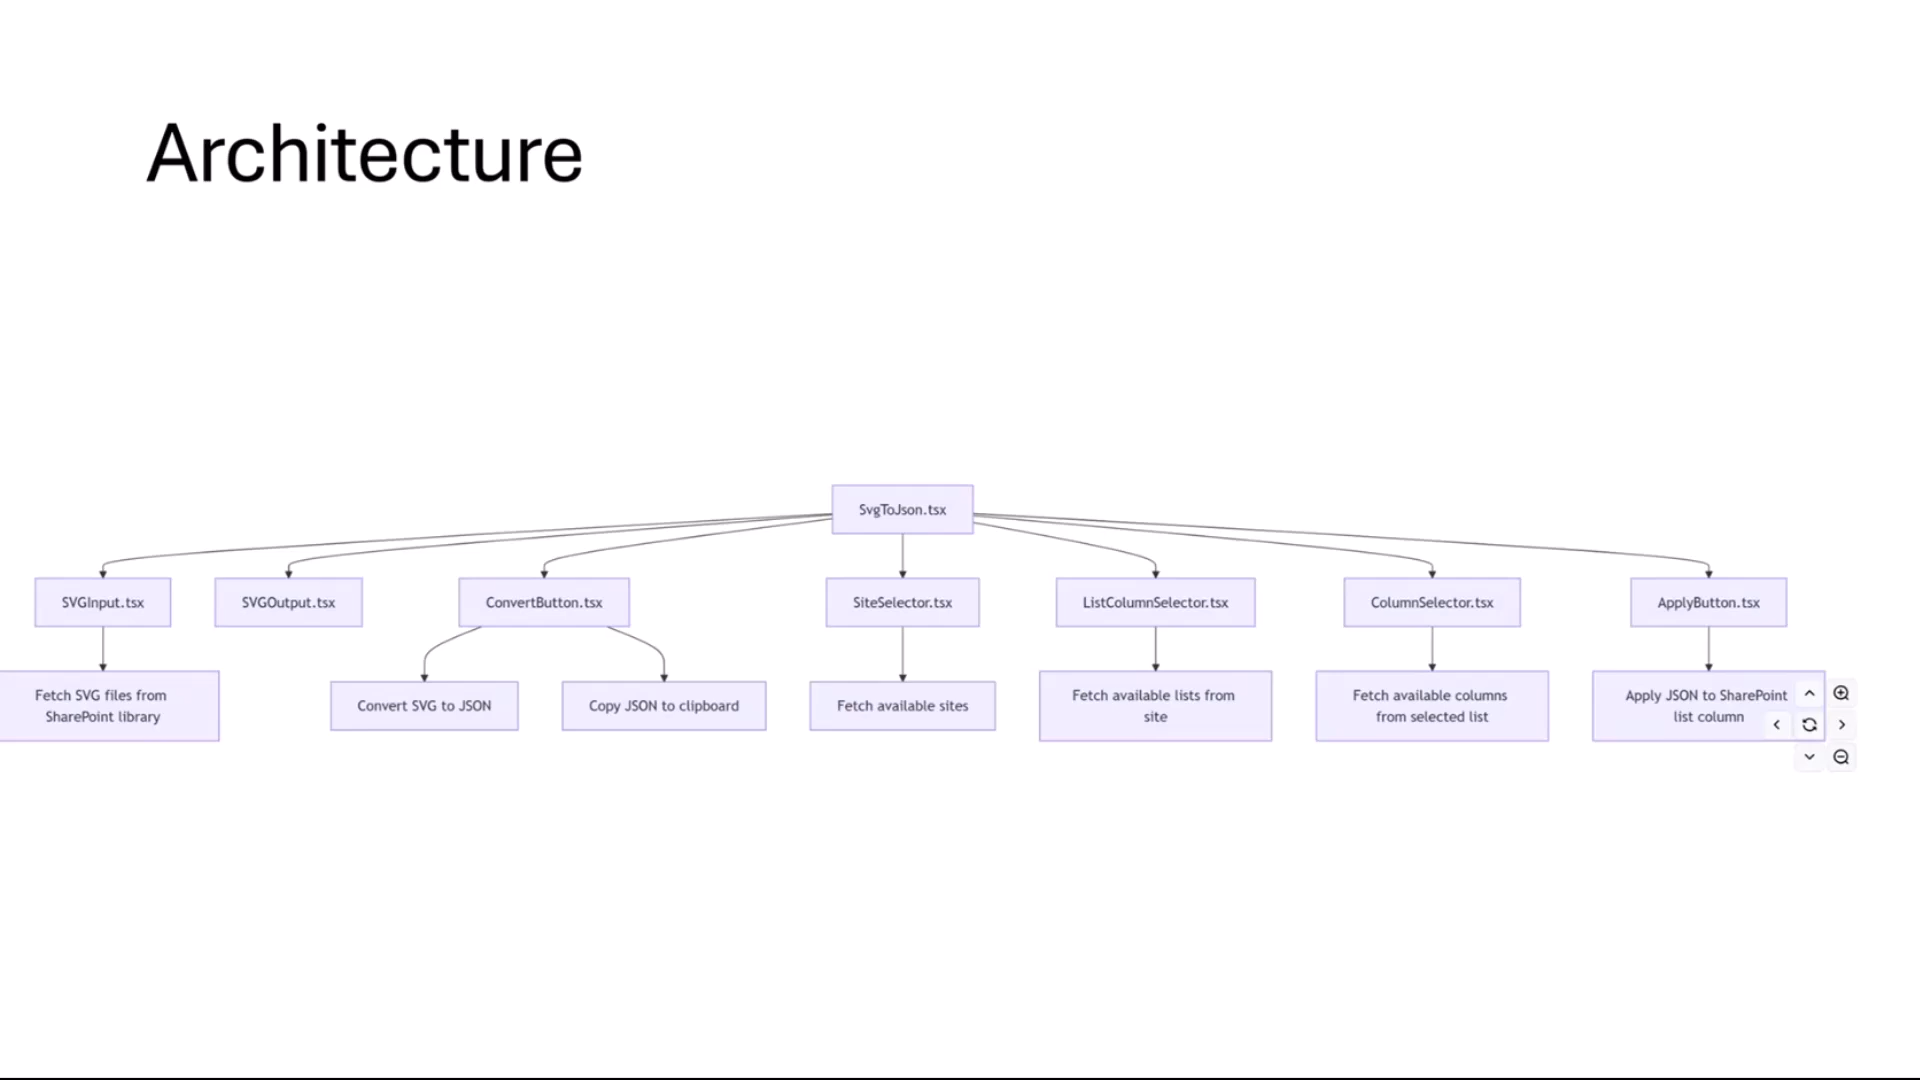 Architecture
SvgToJson.tsx
SVGInput.tsx
SVGOutput.tsx
ConvertButton.tsx
SiteSelector.tsx
ListColumnSelector.tsx
ColumnSelector.tsx
ApplyButton.tsx
Fetch SVG files from
SharePoint library
Convert SVG to JSON
Copy JSON to clipboard
Fetch available sites
Fetch available lists from
site
Fetch available columns
from selected list
Apply JSON to SharePoint
list column